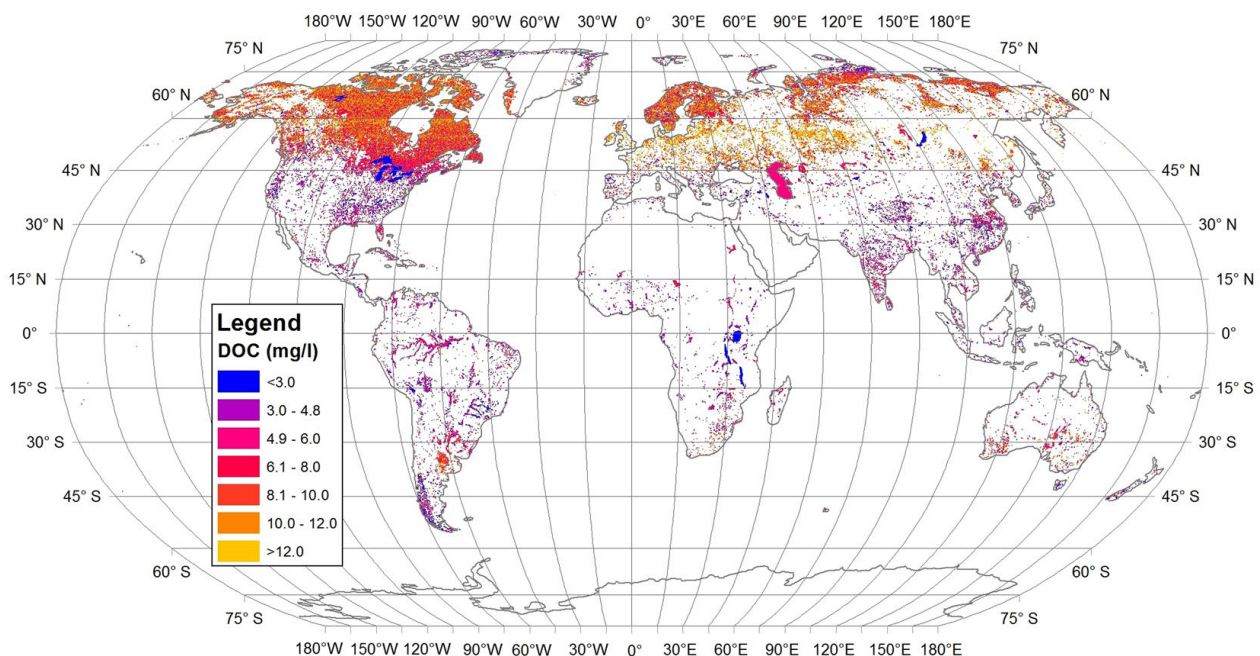 180°W 150°W 120°W 90°W 60°W 30W 0° 30°E 60°E 90°E 120°E 150°E 180°E
75° N 75° N
60° N 60° N
45° N 45° N
30° N 30° N
15° N 15° N
0° 0°
15° S 15° S
30° S 30° S
45° S 45° S
60° S 60° S
75° S 75° S
Legend
DOC (mg/l)
<3.0
3.0 - 4.8
4.9 - 6.0
6.1 - 8.0
8.1 - 10.0
10.0 - 12.0
>12.0
180°W 150°W 120°W 90°W 60°W 30W 0° 30°E 60°E 90°E 120°E 150°E 180°E